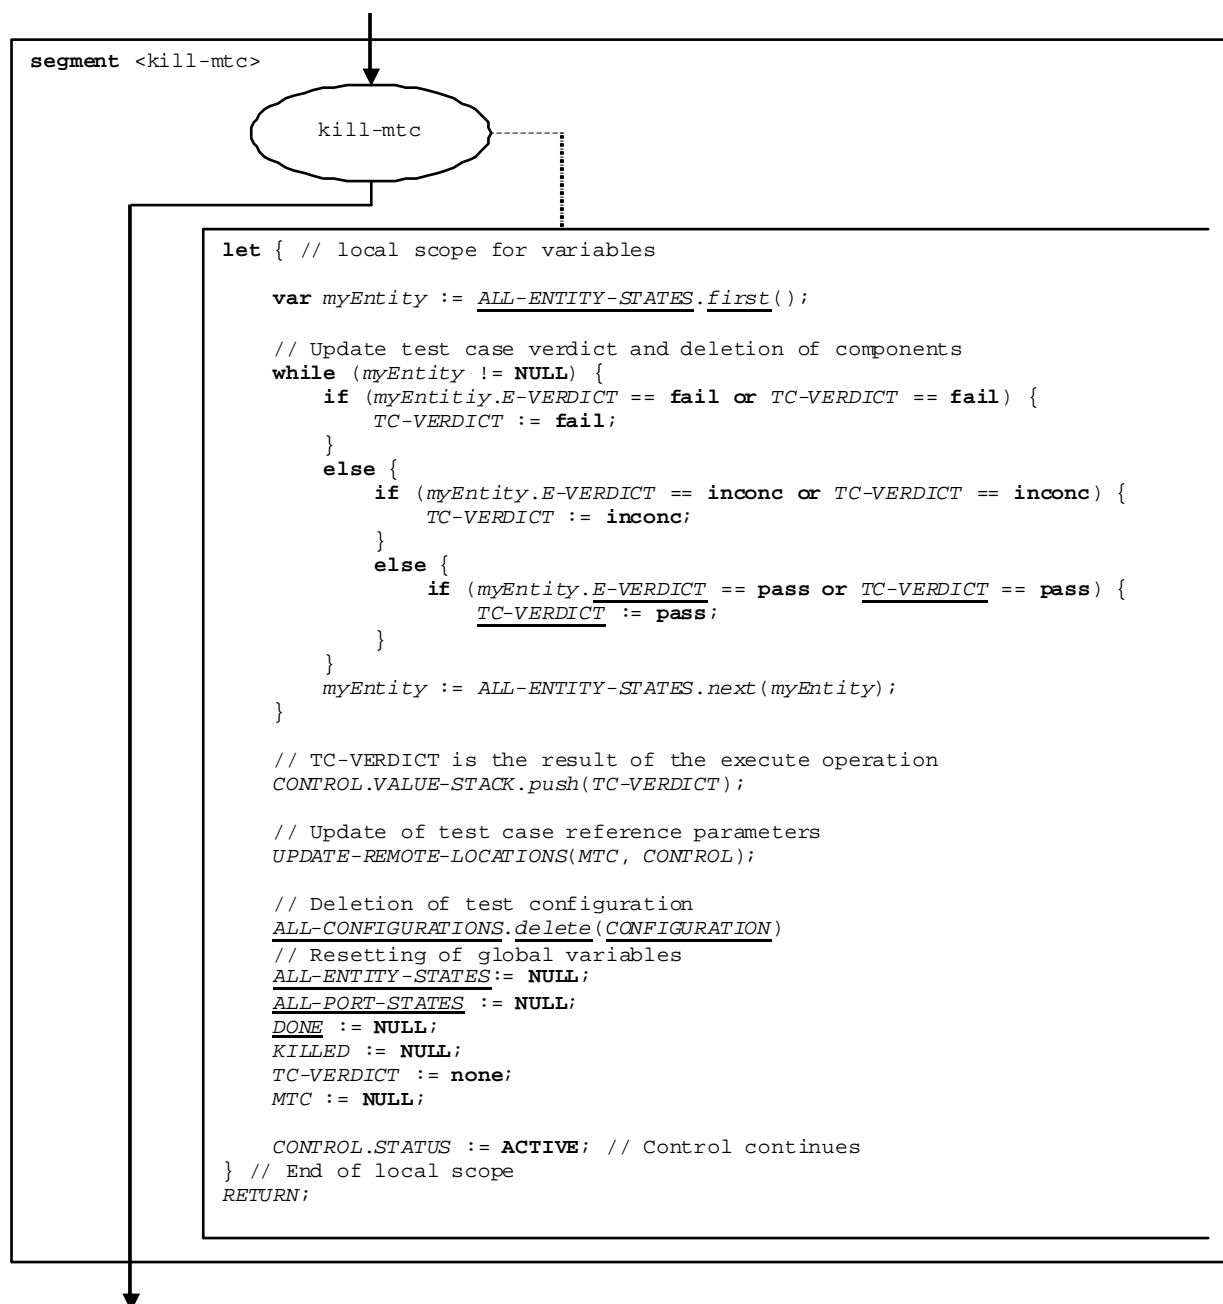 segment <kill-mtc>
kill-mtc
let { // local scope for variables
var myEntity := ALL-ENTITY-STATES.first();
// Update test case verdict and deletion of components
while (myEntity != NULL) {
if (myEntitiy.E-VERDICT == fail or TC-VERDICT == fail) {
TC-VERDICT := fail;
}
else {
if (myEntity.E-VERDICT == inconc or TC-VERDICT == inconc) {
TC-VERDICT := inconc;
}
else {
if (myEntity.E-VERDICT == pass or TC-VERDICT == pass) {
TC-VERDICT := pass;
}
}
myEntity := ALL-ENTITY-STATES.next(myEntity);
}
// TC-VERDICT is the result of the execute operation
CONTROL.VALUE-STACK.push(TC-VERDICT);
// Update of test case reference parameters
UPDATE-REMOTE-LOCATIONS(MTC, CONTROL);
// Deletion of test configuration
ALL-CONFIGURATIONS.delete(CONFIGURATION)
// Resetting of global variables
ALL-ENTITY-STATES:= NULL;
ALL-PORT-STATES := NULL;
DONE := NULL;
KILLED := NULL;
TC-VERDICT := none;
MTC := NULL;
CONTROL.STATUS := ACTIVE; // Control continues
} // End of local scope
RETURN;